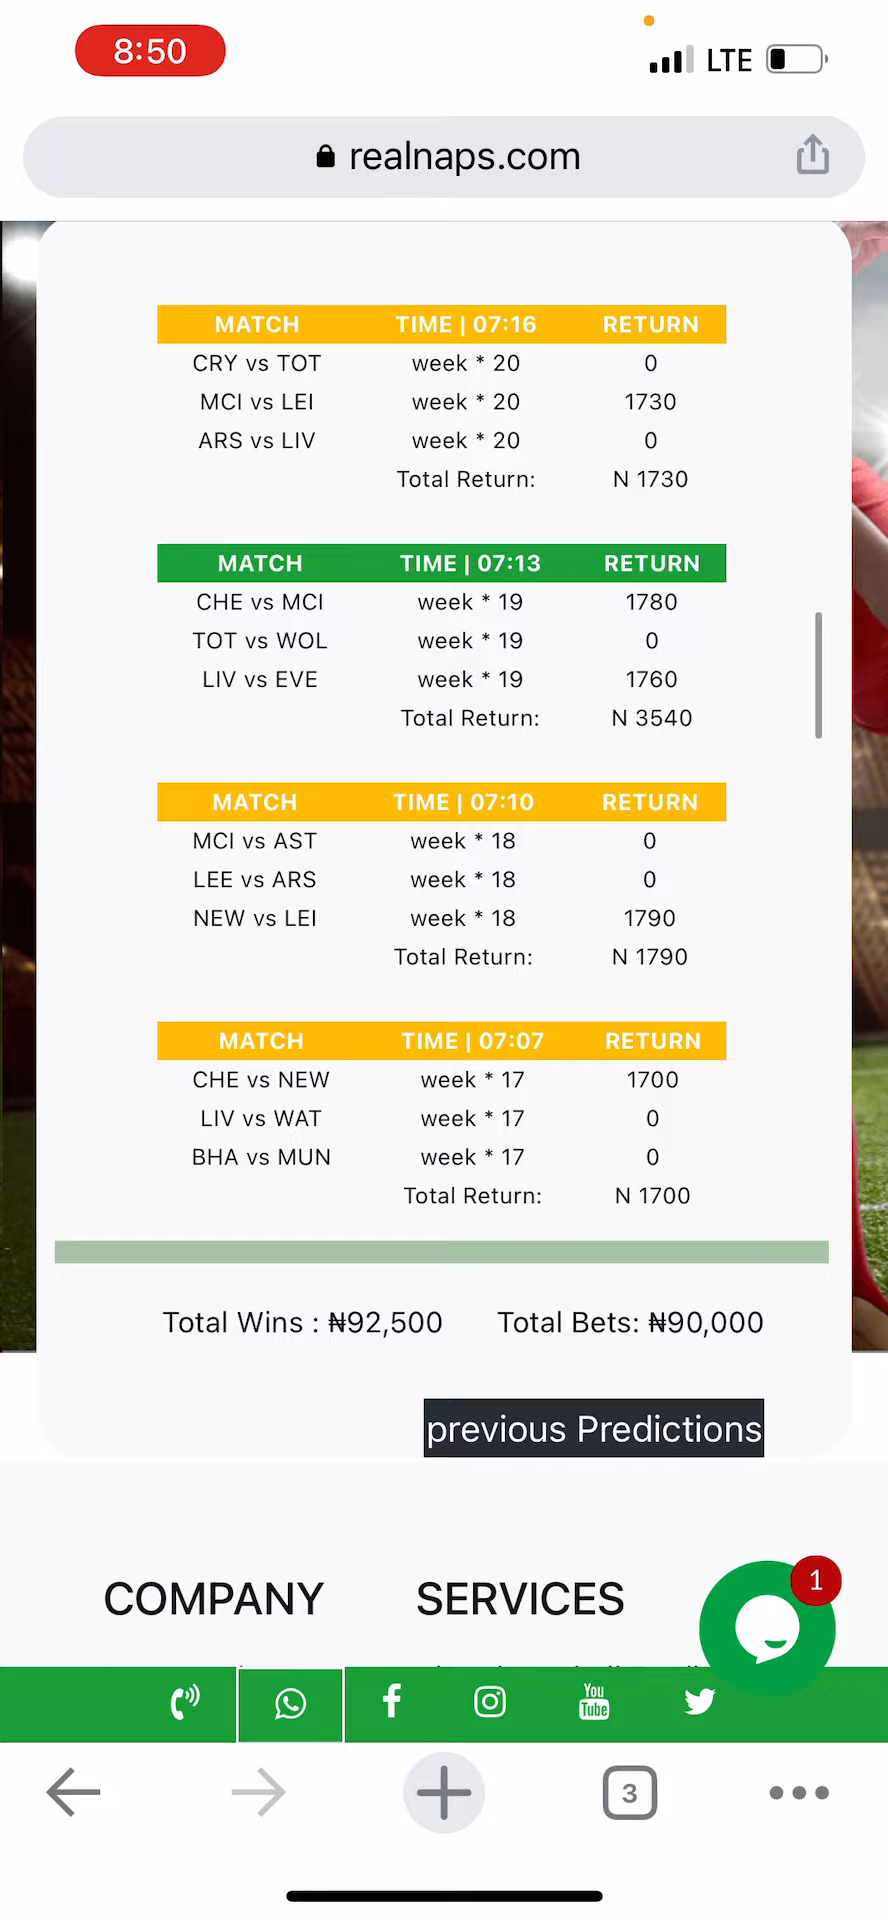 8:50
LTE
realnaps.com
MATCH TIME | 07:16 RETURN
CRY vs TOT week * 20 0
MCI vs LEI week * 20 1730
ARS vs LIV week * 20 0
Total Return: N 1730
MATCH TIME | 07:13 RETURN
CHE vs MCI week * 19 1780
TOT vs WOL week * 19 0
LIV vs EVE week * 19 1760
Total Return: N 3540
MATCH TIME | 07:10 RETURN
MCI vs AST week * 18 0
LEE vs ARS week * 18 0
NEW vs LEI week * 18 1790
Total Return: N 1790
MATCH TIME | 07:07 RETURN
CHE vs NEW week * 17 1700
LIV vs WAT week * 17 0
BHA vs MUN week * 17 0
Total Return: N 1700
Total Wins : ₦92,500 Total Bets: ₦90,000
previous Predictions
COMPANY SERVICES
1
You
Tube
3